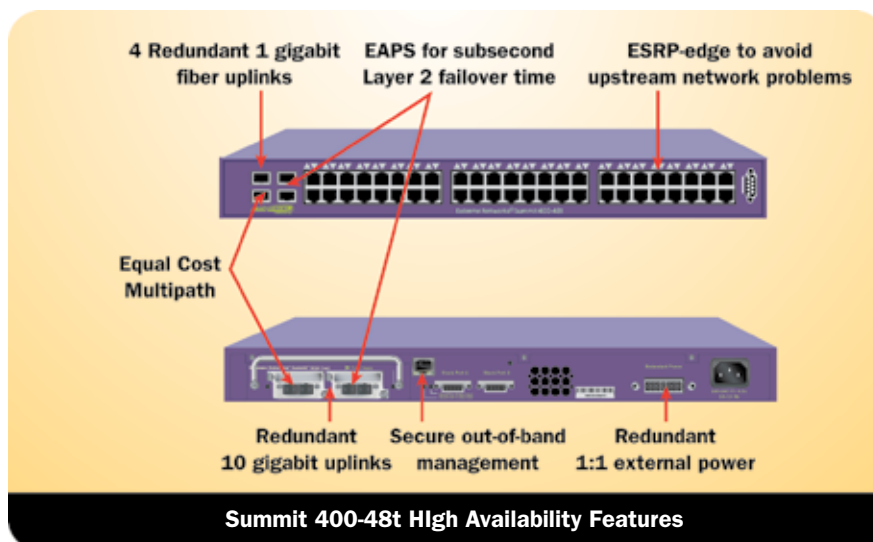 4 Redundant 1 gigabit
fiber uplinks
EAPS for subsecond
Layer 2 failover time
ESRP-edge to avoid
upstream network problems
Equal Cost
Multipath
Redundant
10 gigabit uplinks
Secure out-of-band
management
Redundant
1:1 external power
Summit 400-48t HIgh Availability Features